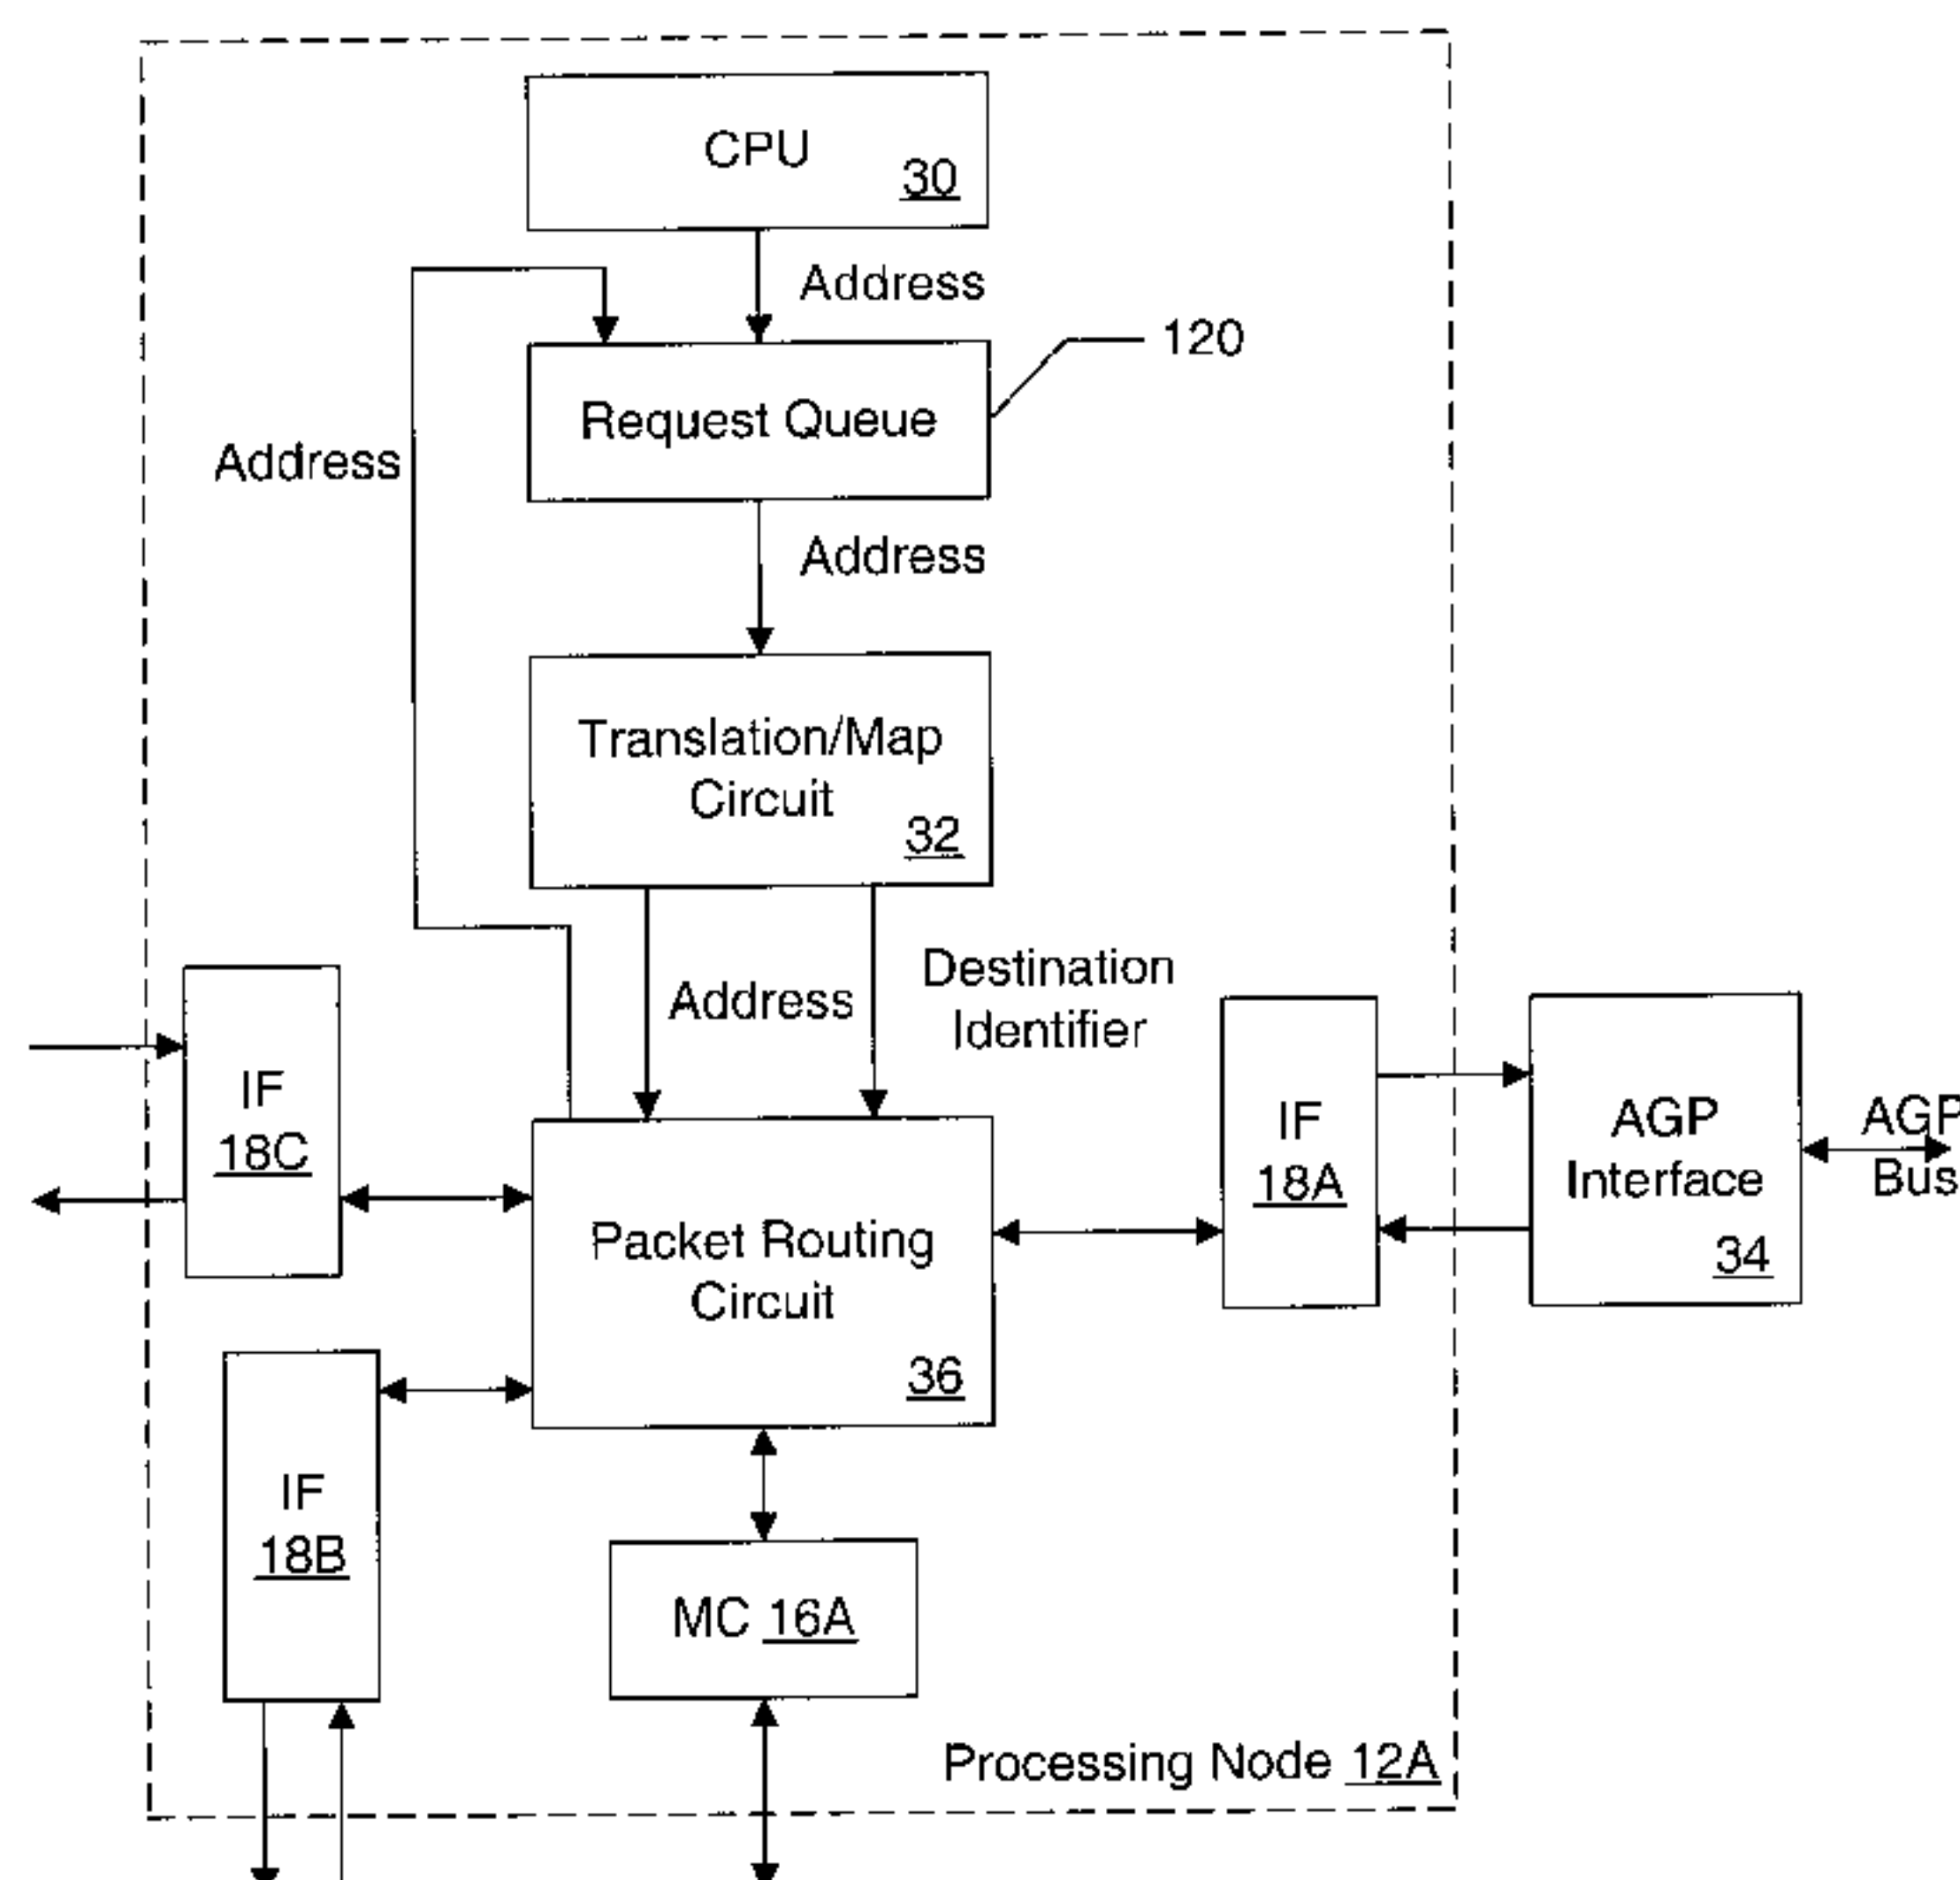 CPU
30
Address
120
Request Queue
Address
Address
Translation/Map
Circuit
32
Address
Destination
Identifier
IF
18C
IF
18A
AGP
Interface
34
AGP
Bus
Packet Routing
Circuit
36
IF
18B
MC 16A
Processing Node 12A